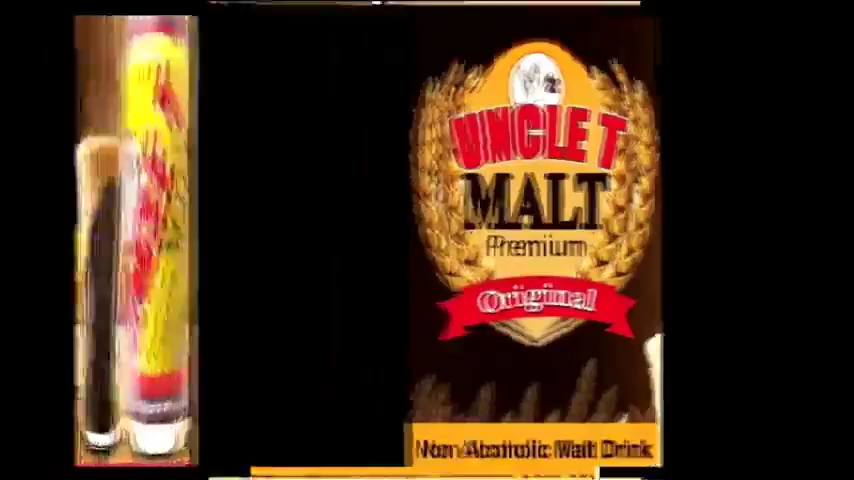 UNCLE T
MALT
Premium
Original
Non Alcoholic Malt Drink